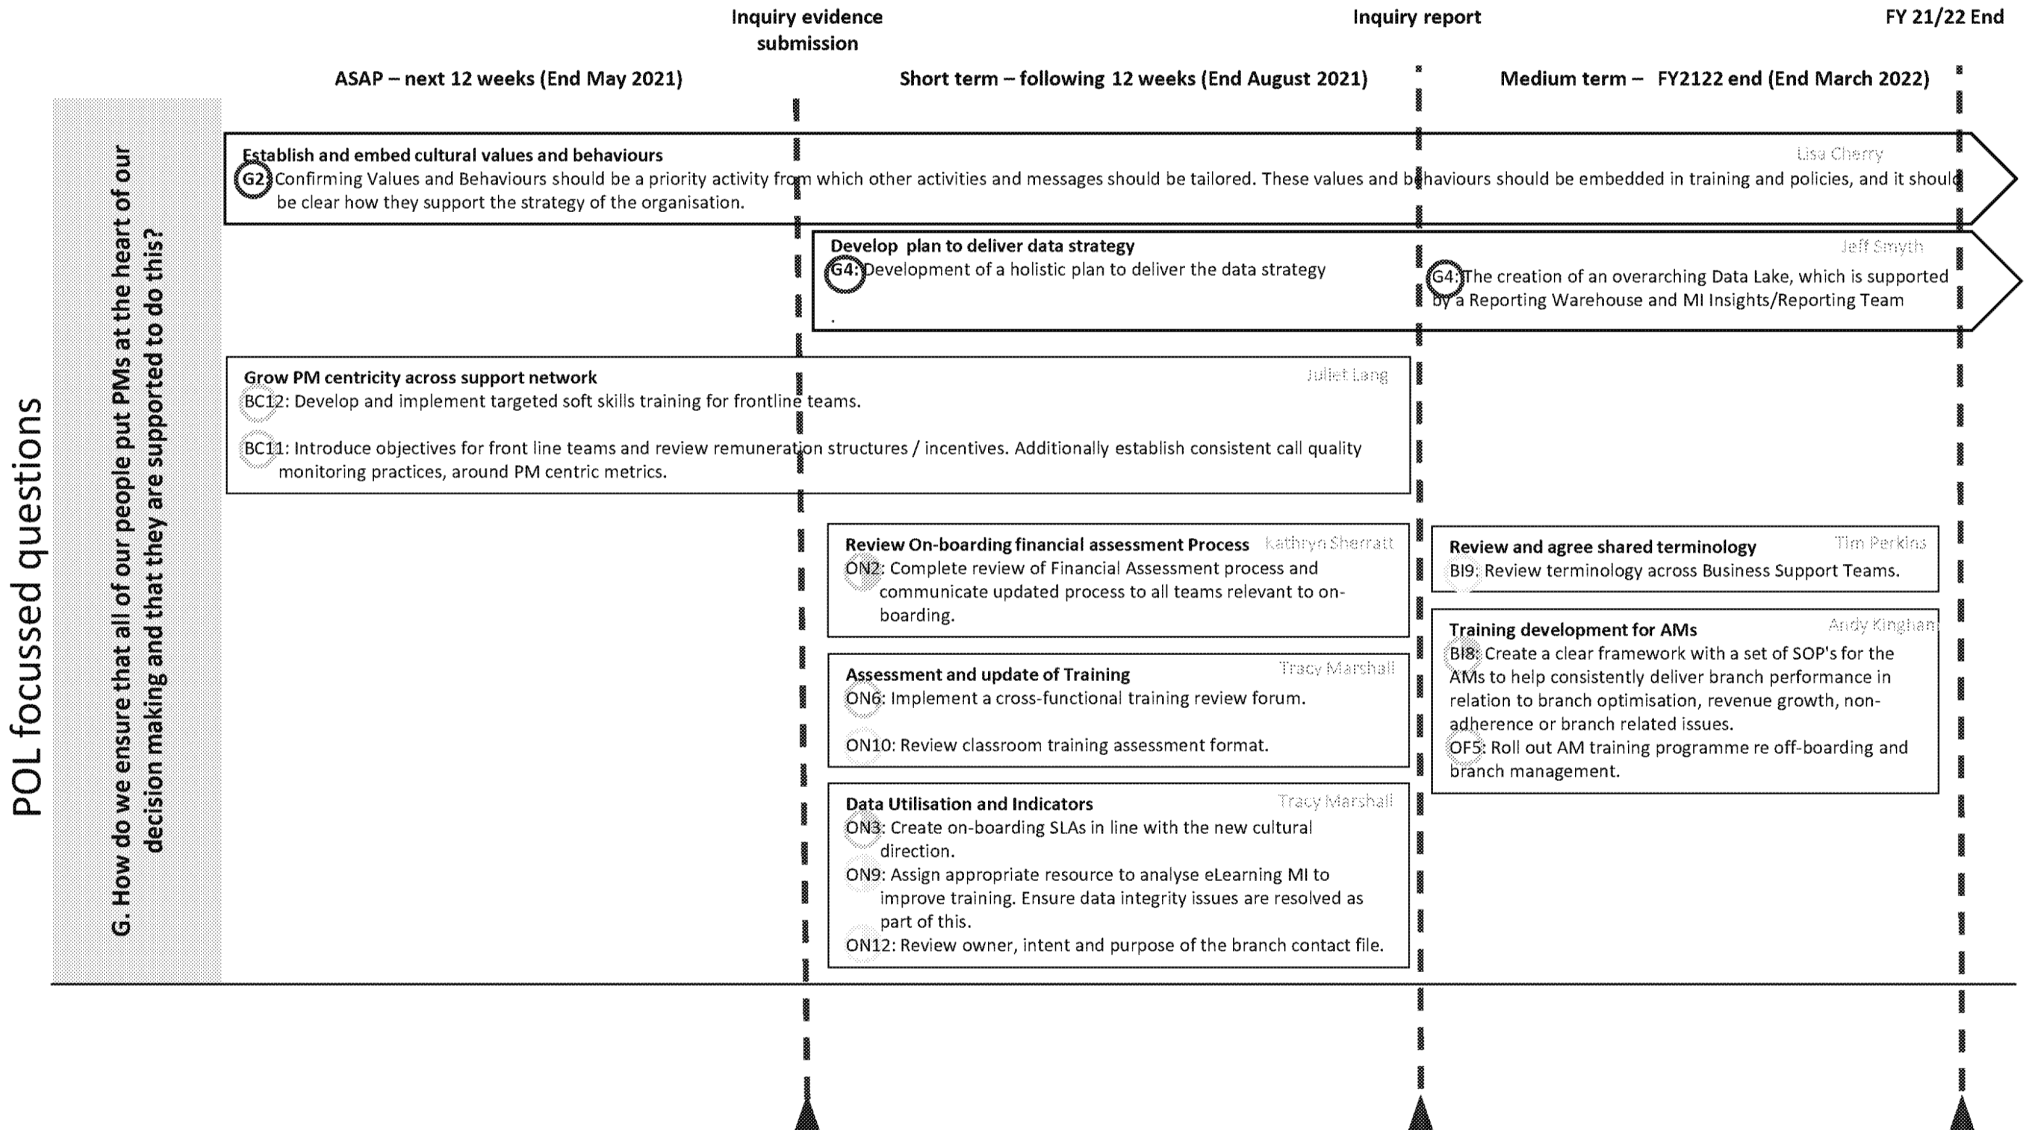 Inquiry evidence
submission
Inquiry report
FY 21/22 End
ASAP – next 12 weeks (End May 2021)
Short term – following 12 weeks (End August 2021)
Medium term – FY2122 end (End March 2022)
POL focussed questions
G. How do we ensure that all of our people put PMs at the heart of our
decision making and that they are supported to do this?
Establish and embed cultural values and behaviours
Lisa Cherry
G2: Confirming Values and Behaviours should be a priority activity from which other activities and messages should be tailored. These values and behaviours should be embedded in training and policies, and it should
be clear how they support the strategy of the organisation.
Develop plan to deliver data strategy
Jeff Smyth
G4: Development of a holistic plan to deliver the data strategy
.
G4: The creation of an overarching Data Lake, which is supported
by a Reporting Warehouse and MI Insights/Reporting Team
Grow PM centricity across support network
Juliet Lang
BC12: Develop and implement targeted soft skills training for frontline teams.
BC11: Introduce objectives for front line teams and review remuneration structures / incentives. Additionally establish consistent call quality
monitoring practices, around PM centric metrics.
Review On-boarding financial assessment Process
Kathryn Sherratt
ON2: Complete review of Financial Assessment process and
communicate updated process to all teams relevant to on-
boarding.
Assessment and update of Training
Tracy Marshall
ON6: Implement a cross-functional training review forum.
ON10: Review classroom training assessment format.
Data Utilisation and Indicators
Tracy Marshall
ON3: Create on-boarding SLAs in line with the new cultural
direction.
ON9: Assign appropriate resource to analyse eLearning MI to
improve training. Ensure data integrity issues are resolved as
part of this.
ON12: Review owner, intent and purpose of the branch contact file.
Review and agree shared terminology
Tim Perkins
BI9: Review terminology across Business Support Teams.
Training development for AMs
Andy Kingham
BI8: Create a clear framework with a set of SOP's for the
AMs to help consistently deliver branch performance in
relation to branch optimisation, revenue growth, non-
adherence or branch related issues.
OF5: Roll out AM training programme re off-boarding and
branch management.